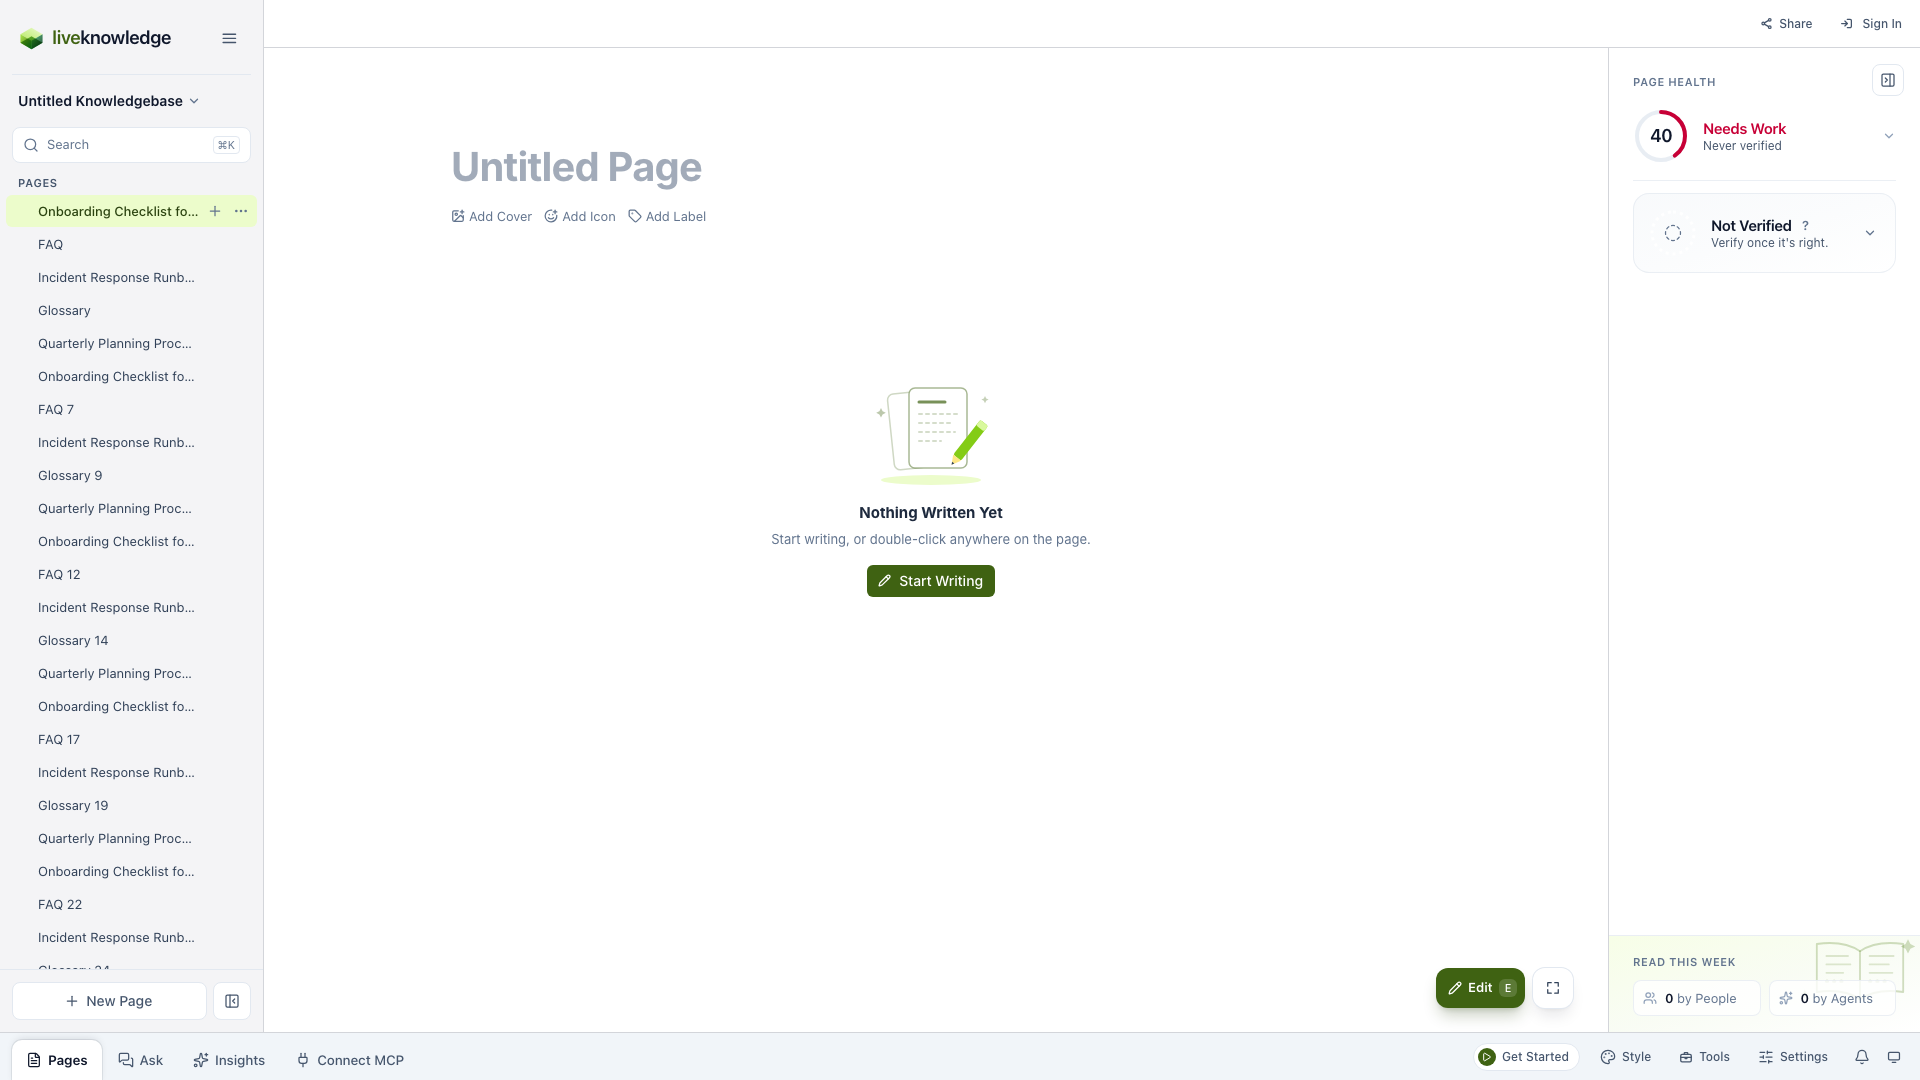 liveknowledge
Share
Sign In
Untitled Knowledgebase
Search
⌘K
PAGES
Onboarding Checklist fo...
FAQ
Incident Response Runb...
Glossary
Quarterly Planning Proc...
Onboarding Checklist fo...
FAQ 7
Incident Response Runb...
Glossary 9
Quarterly Planning Proc...
Onboarding Checklist fo...
FAQ 12
Incident Response Runb...
Glossary 14
Quarterly Planning Proc...
Onboarding Checklist fo...
FAQ 17
Incident Response Runb...
Glossary 19
Quarterly Planning Proc...
Onboarding Checklist fo...
FAQ 22
Incident Response Runb...
Glossary 24
New Page
Untitled Page
Add Cover Add Icon Add Label
Nothing Written Yet
Start writing, or double-click anywhere on the page.
Start Writing
Edit E
PAGE HEALTH
40
Needs Work
Never verified
Not Verified ?
Verify once it's right.
READ THIS WEEK
0 by People
0 by Agents
Pages
Ask
Insights
Connect MCP
Get Started
Style
Tools
Settings